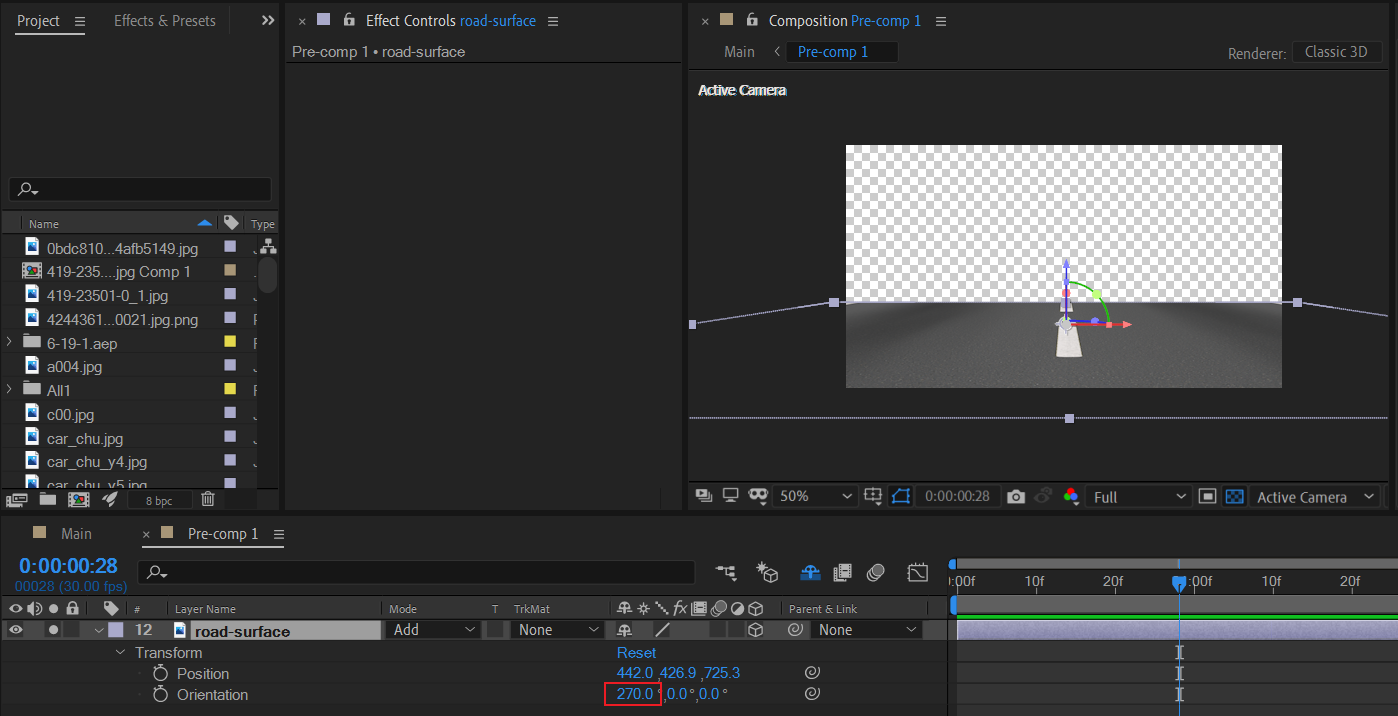 Project
Effects & Presets
Effect Controls road-surface
Composition Pre-comp 1
Pre-comp 1 • road-surface
Main
Pre-comp 1
Renderer: Classic 3D
Active Camera
Name
Type
0bdc810...4afb5149.jpg
419-235....jpg Comp 1
419-23501-0_1.jpg
4244361...0021.jpg.png
6-19-1.aep
a004.jpg
All1
c00.jpg
car_chu.jpg
car_chu_y4.jpg
car_chu_y5.jpg
8 bpc
50%
0:00:00:28
Full
Active Camera
Main
Pre-comp 1
0:00:00:28
00028 (30.00 fps)
:00f 10f 20f :00f 10f 20f
# Layer Name Mode T TrkMat Parent & Link
12 road-surface Add None None
Transform Reset
Position 442.0 ,426.9 ,725.3
Orientation 270.0 °,0.0 °,0.0 °